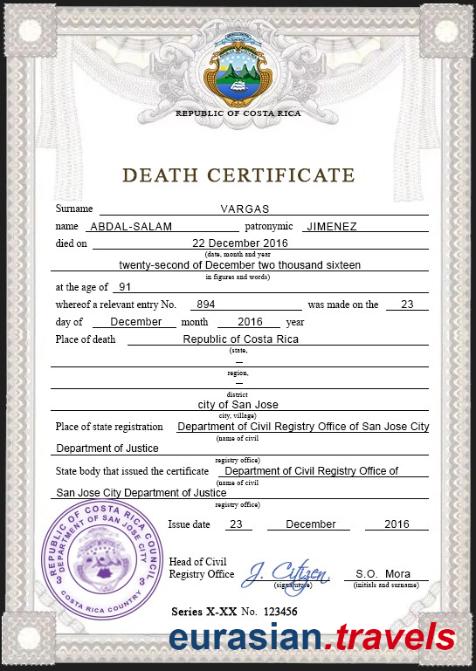 REPUBLIC OF COSTA RICA
DEATH CERTIFICATE
Surname VARGAS
name ABDAL-SALAM patronymic JIMENEZ
died on 22 December 2016
(date, month and year
twenty-second of December two thousand sixteen
in figures and words)
at the age of 91
whereof a relevant entry No. 894 was made on the 23
day of December month 2016 year
Place of death Republic of Costa Rica
(state,
—
region,
—
district
city of San Jose
city, village)
Place of state registration Department of Civil Registry Office of San Jose City
(name of civil
Department of Justice
registry office)
State body that issued the certificate Department of Civil Registry Office of
(name of civil
San Jose City Department of Justice
registry office)
REPUBLIC OF COSTA RICA COUNCIL
DEPARTMENT OF SAN JOSE CITY
3 3
COSTA RICA COUNTRY
Issue date 23 December 2016
Head of Civil
Registry Office J. Citizen S.O. Mora
(signature) (initials and surname)
Series X-XX No. 123456
eurasian.travels